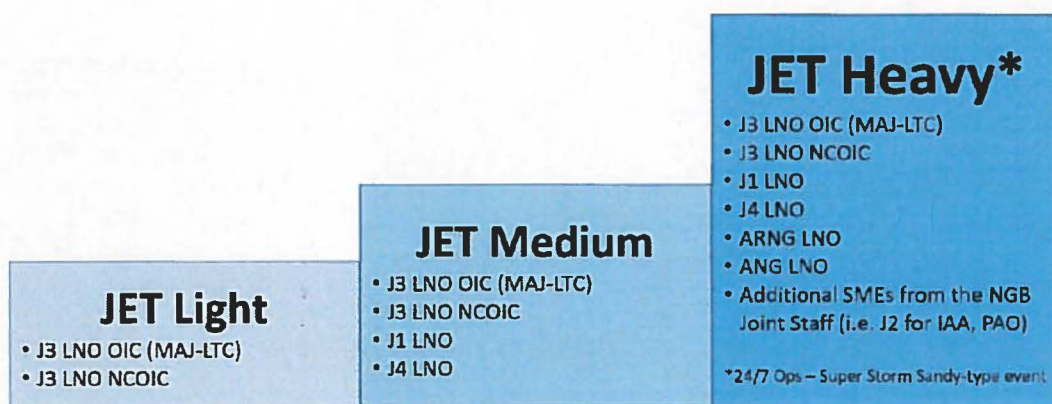 JET Light
• J3 LNO OIC (MAJ-LTC)
• J3 LNO NCOIC
JET Medium
• J3 LNO OIC (MAJ-LTC)
• J3 LNO NCOIC
• J1 LNO
• J4 LNO
JET Heavy*
• J3 LNO OIC (MAJ-LTC)
• J3 LNO NCOIC
• J1 LNO
• J4 LNO
• ARNG LNO
• ANG LNO
• Additional SMEs from the NGB
Joint Staff (i.e. J2 for IAA, PAO)
*24/7 Ops – Super Storm Sandy-type event